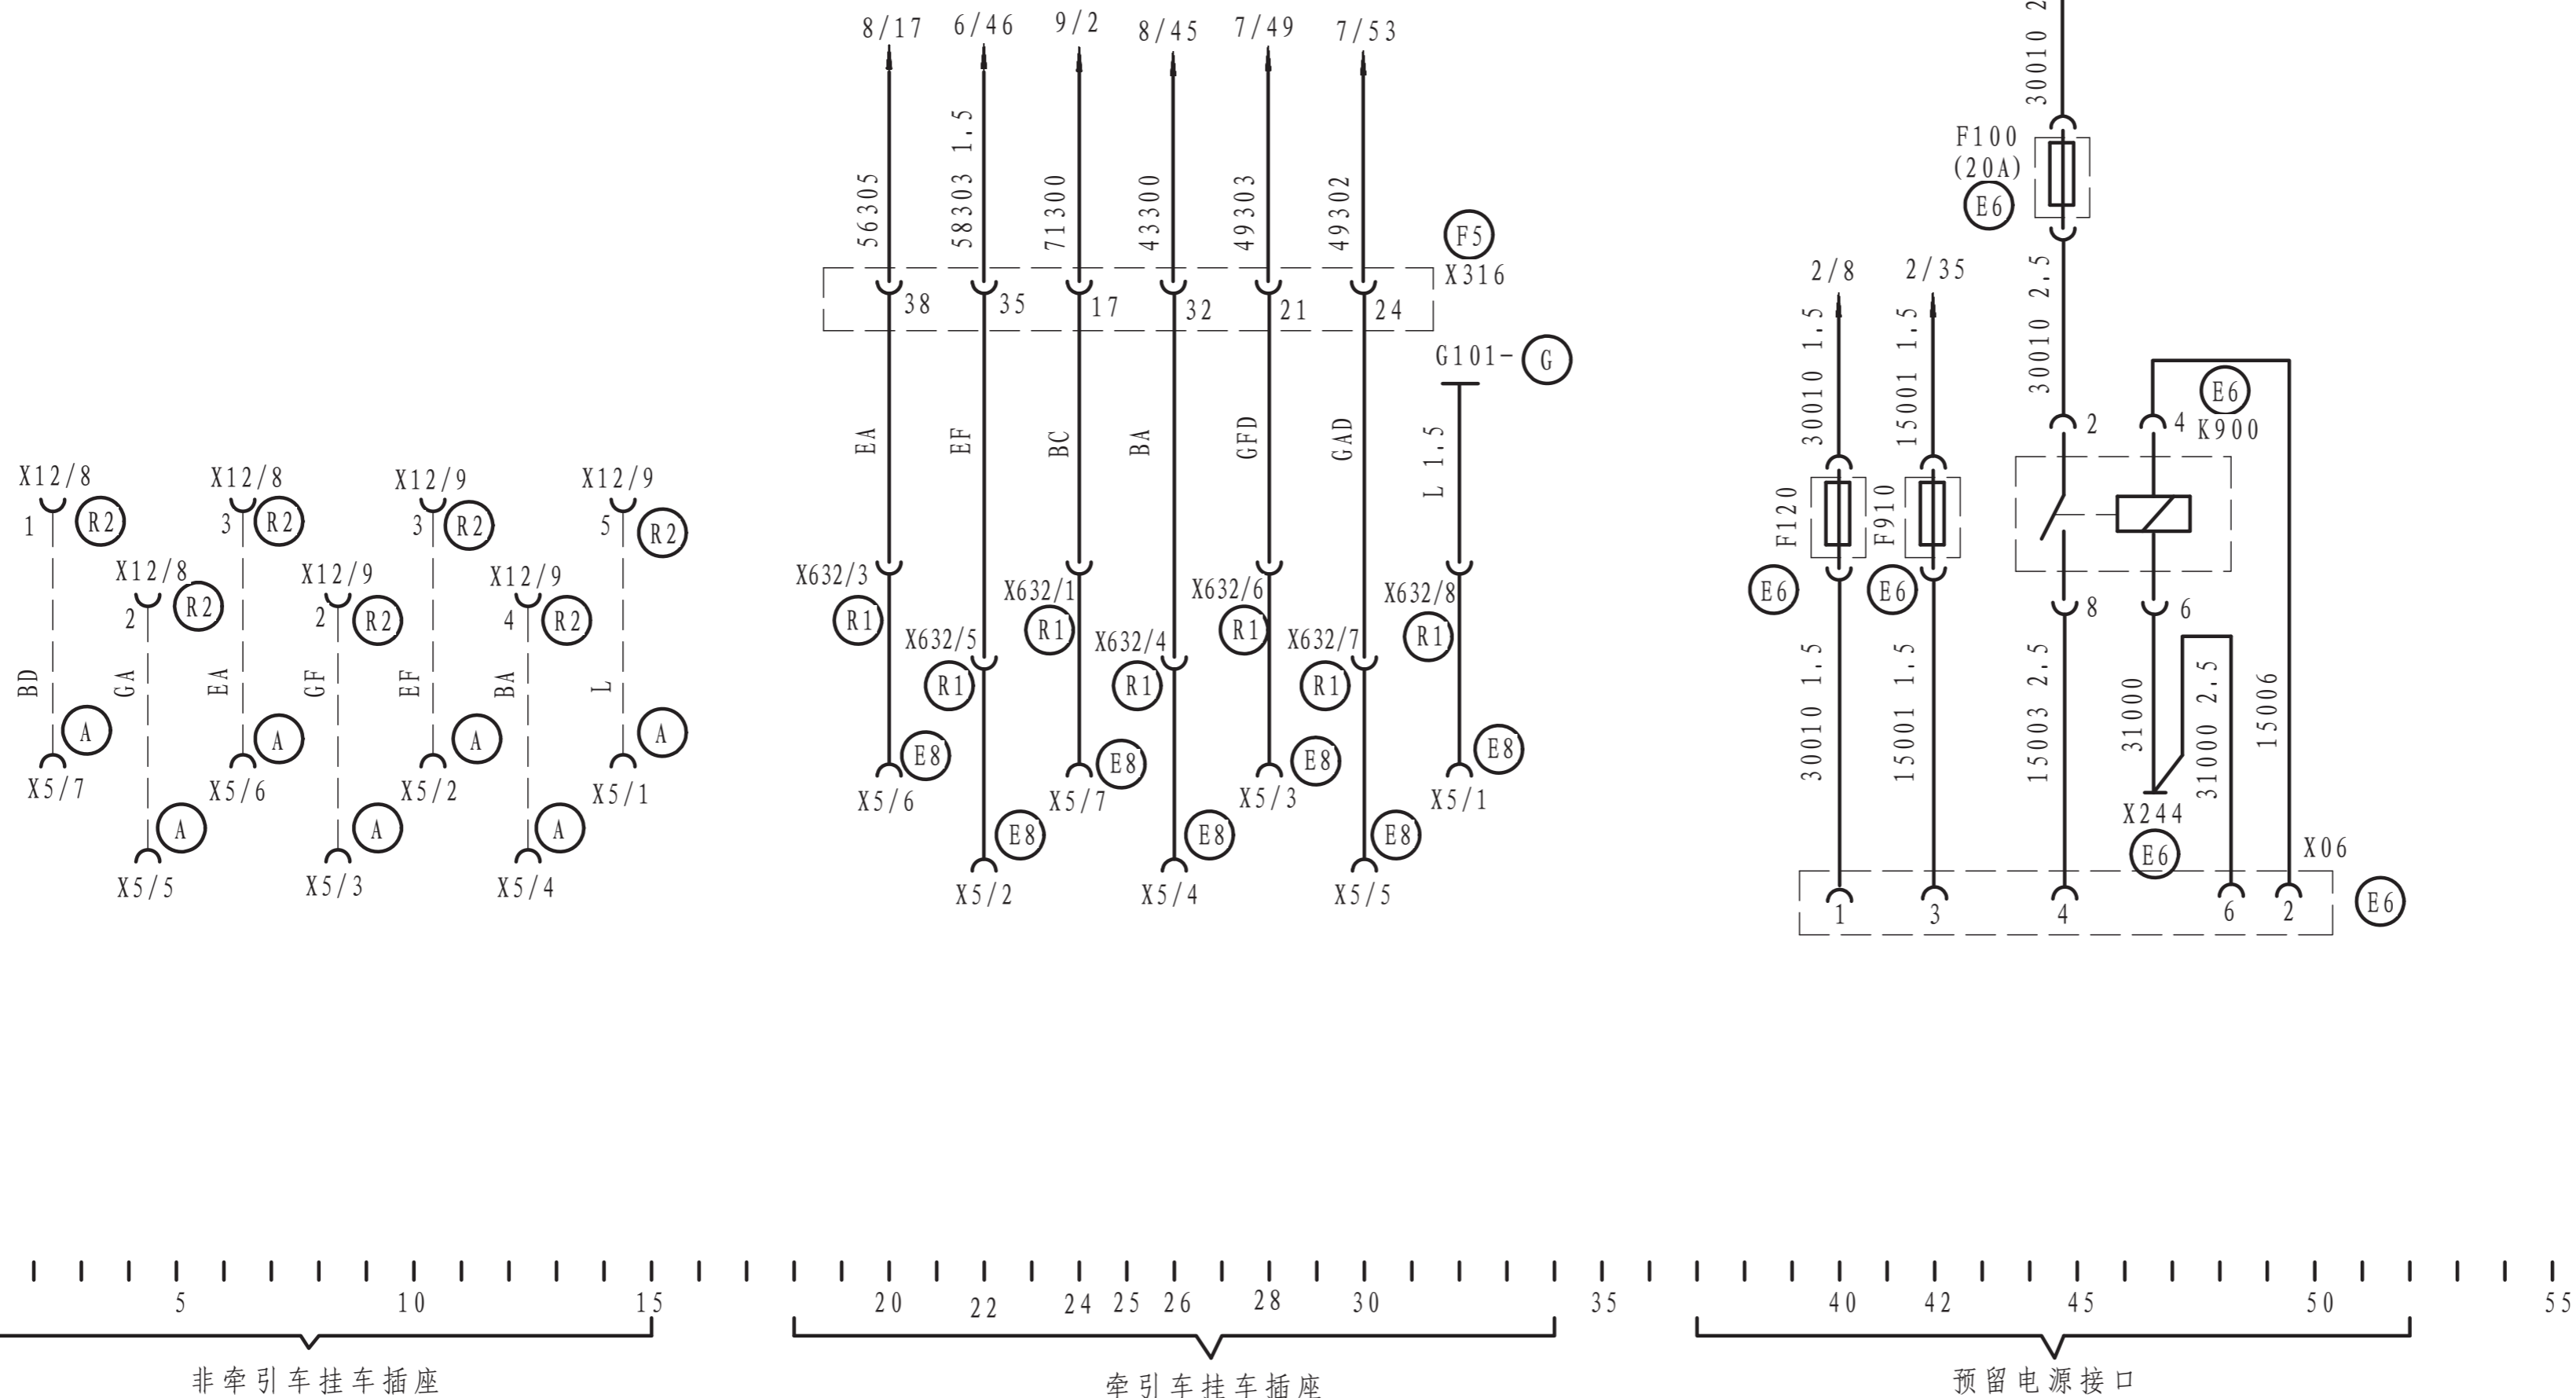 8/17
6/46
9/2
8/45
7/49
7/53
56305
58303 1.5
71300
43300
49303
49302
F5
X316
38
35
17
32
21
24
G101-
G
EA
EF
BC
BA
GFD
GAD
L 1.5
X632/3
R1
X632/5
R1
X632/1
R1
X632/4
R1
X632/6
R1
X632/7
R1
X632/8
R1
E8
X5/6
E8
X5/2
E8
X5/7
E8
X5/4
E8
X5/3
E8
X5/5
E8
X5/1
X12/8
1
R2
BD
A
X5/7
X12/8
2
R2
GA
A
X5/5
X12/8
3
R2
EA
A
X5/6
X12/9
2
R2
GF
A
X5/3
X12/9
3
R2
EF
A
X5/2
X12/9
4
R2
BA
A
X5/4
X12/9
5
R2
L
A
X5/1
30010 2
F100
(20A)
E6
30010 2.5
2/8
2/35
30010 1.5
15001 1.5
F120
E6
F910
E6
30010 1.5
15001 1.5
2
4
E6
K900
8
6
15003 2.5
31000
31000 2.5
15006
X244
E6
X06
E6
1
3
4
6
2
5
10
15
20
22
24
25
26
28
30
35
40
42
45
50
55
非牵引车挂车插座
牵引车挂车插座
预留电源接口